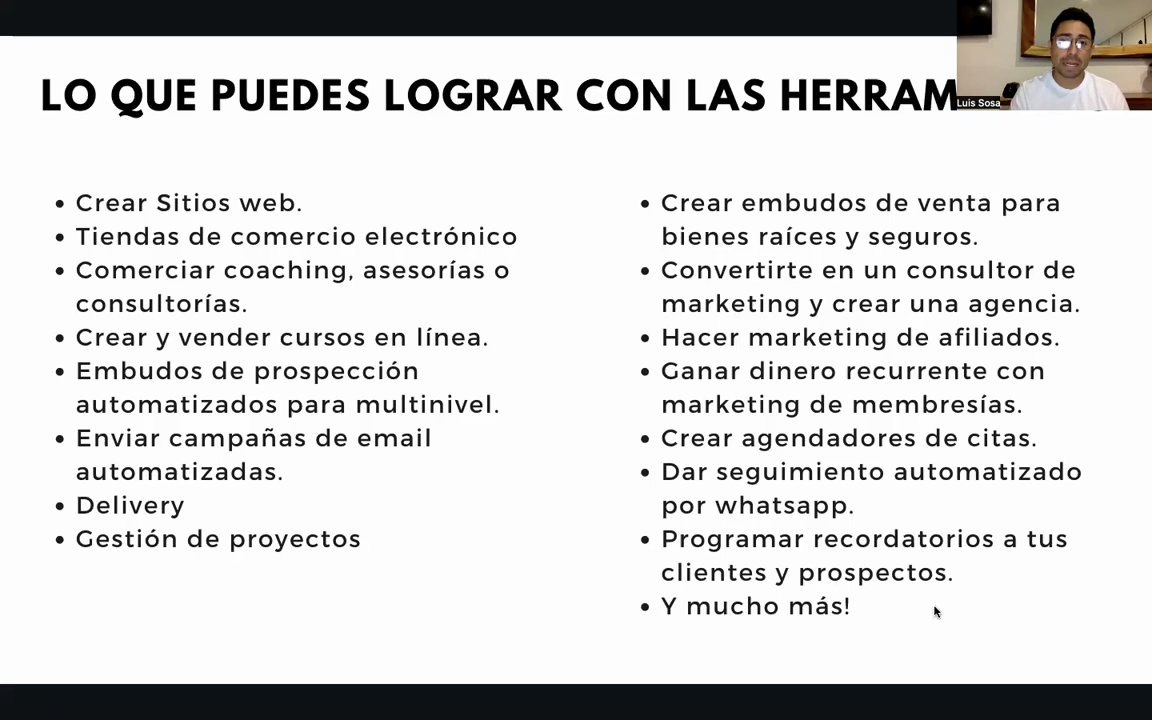 LO QUE PUEDES LOGRAR CON LAS HERRAM
Luis Sosa
• Crear Sitios web.
• Tiendas de comercio electrónico
• Comerciar coaching, asesorías o
consultorías.
• Crear y vender cursos en línea.
• Embudos de prospección
automatizados para multinivel.
• Enviar campañas de email
automatizadas.
• Delivery
• Gestión de proyectos
• Crear embudos de venta para
bienes raíces y seguros.
• Convertirte en un consultor de
marketing y crear una agencia.
• Hacer marketing de afiliados.
• Ganar dinero recurrente con
marketing de membresías.
• Crear agendadores de citas.
• Dar seguimiento automatizado
por whatsapp.
• Programar recordatorios a tus
clientes y prospectos.
• Y mucho más!